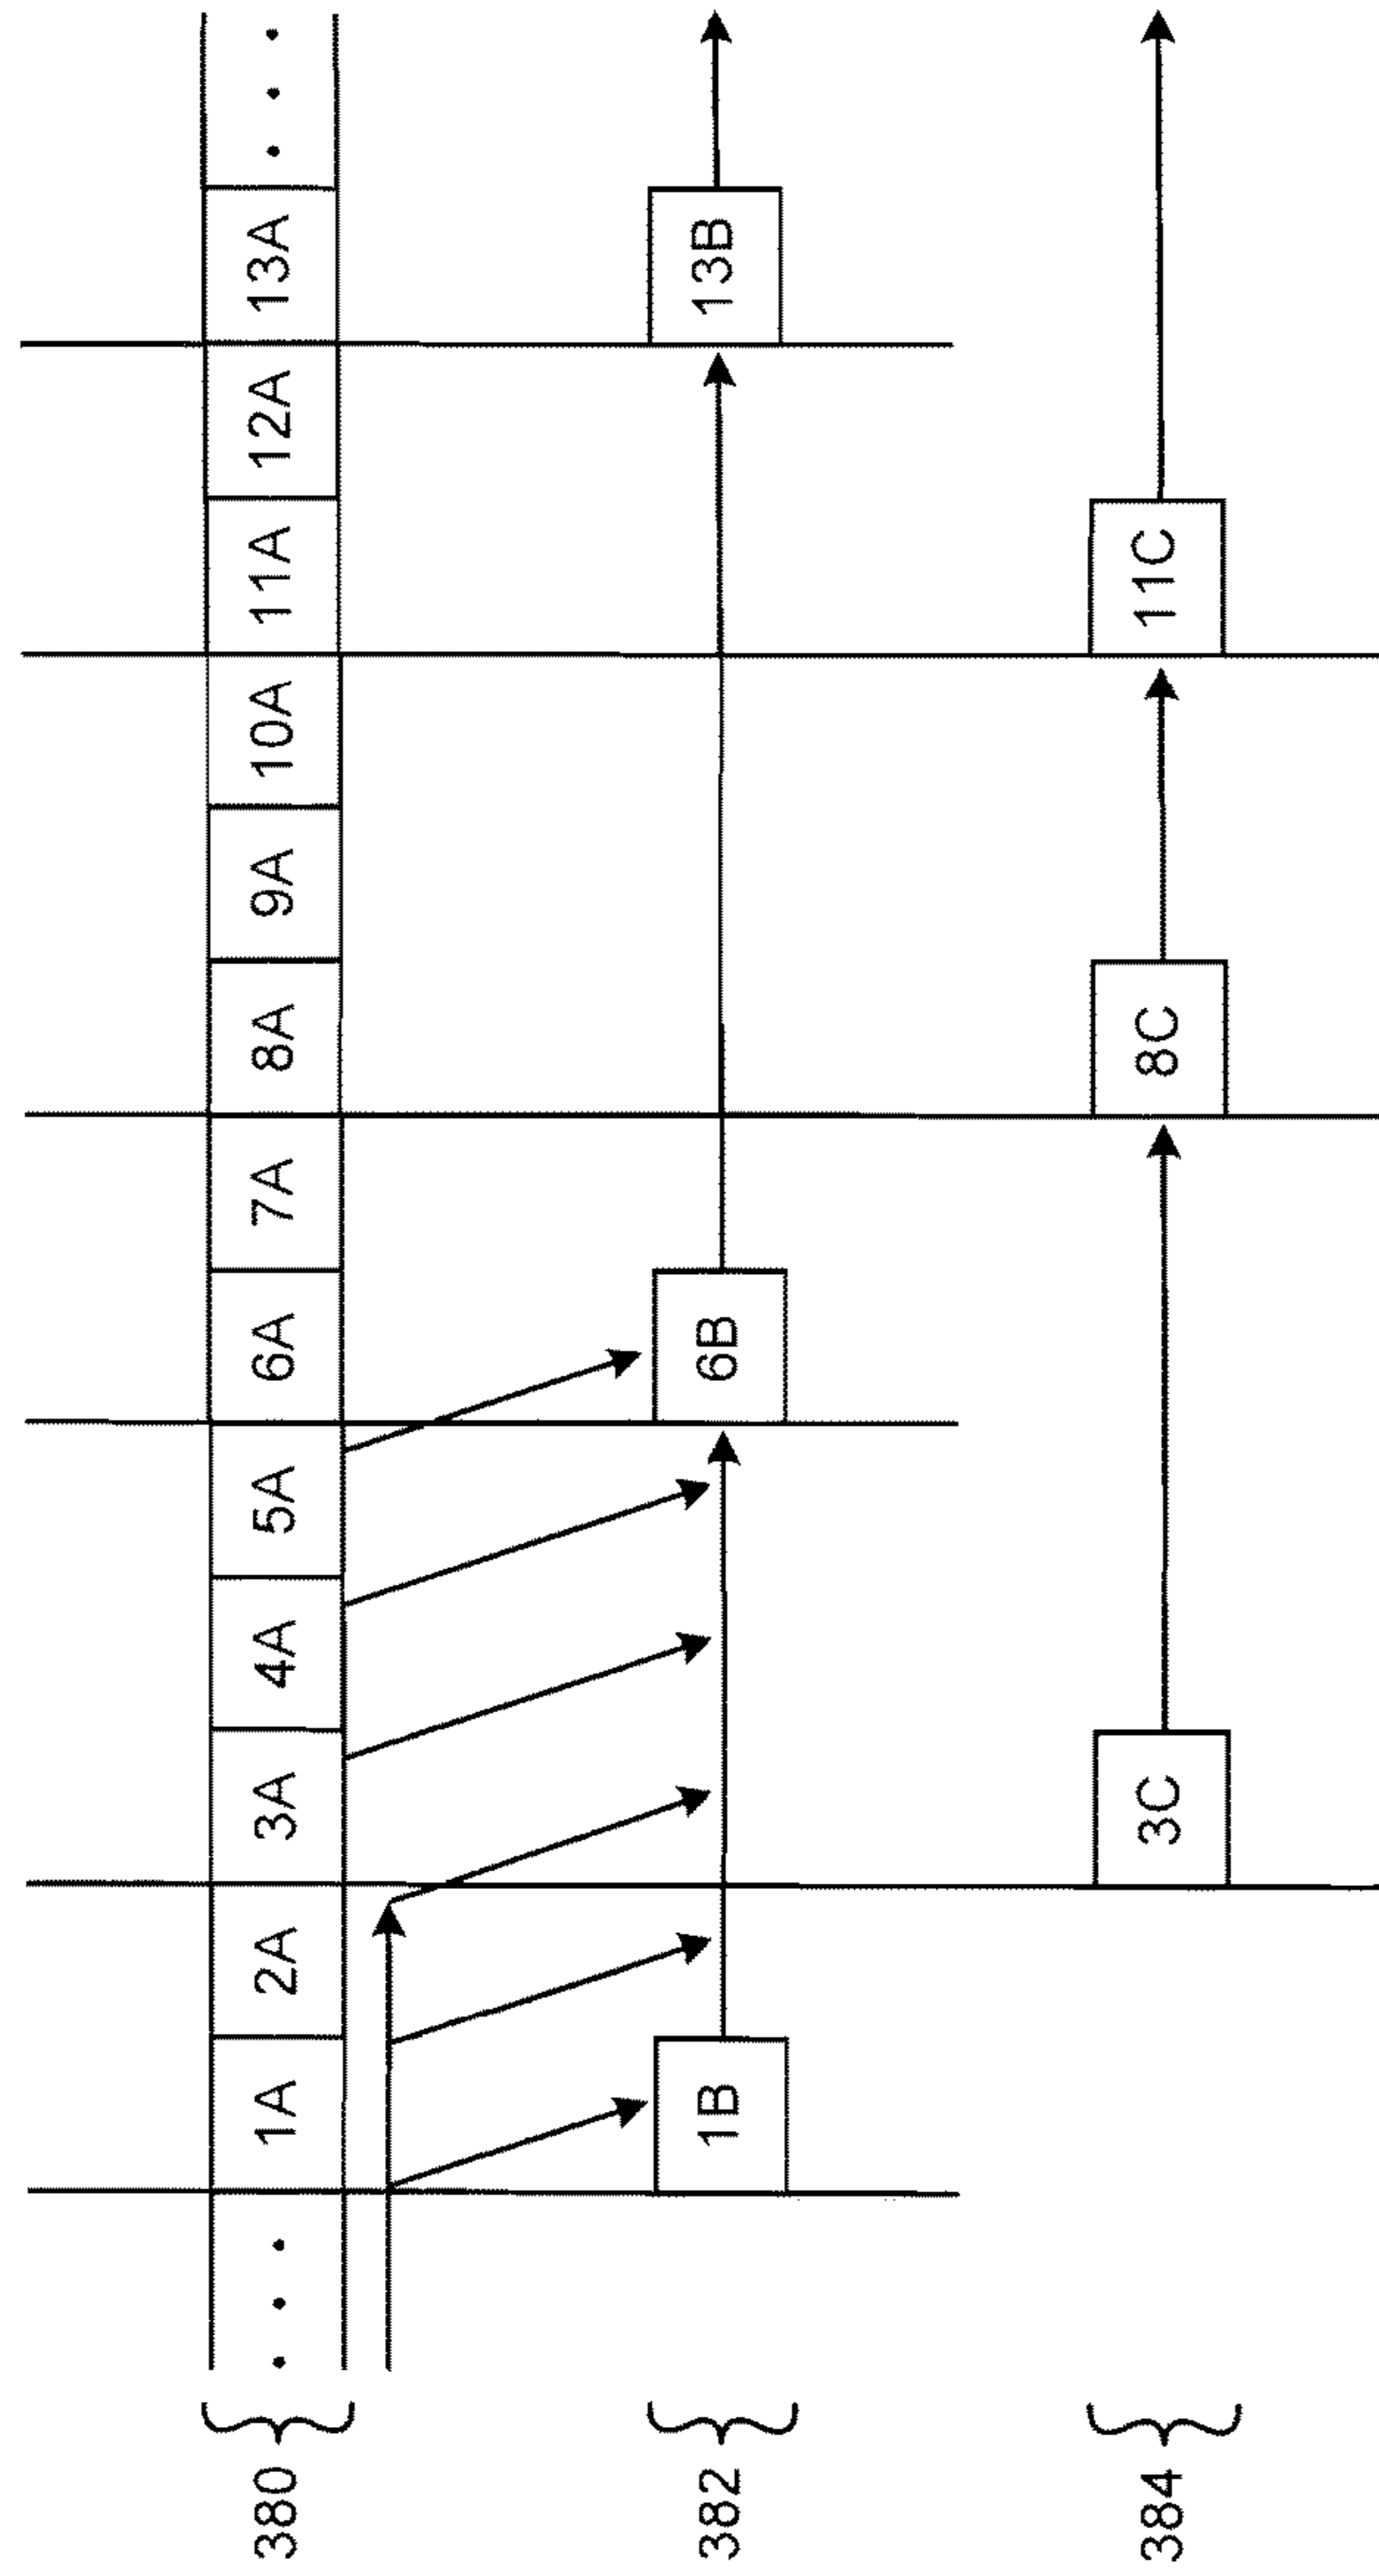 380 • • • 1A 2A 3A 4A 5A 6A 7A 8A 9A 10A 11A 12A 13A • • •
382 1B 6B 13B
384 3C 8C 11C